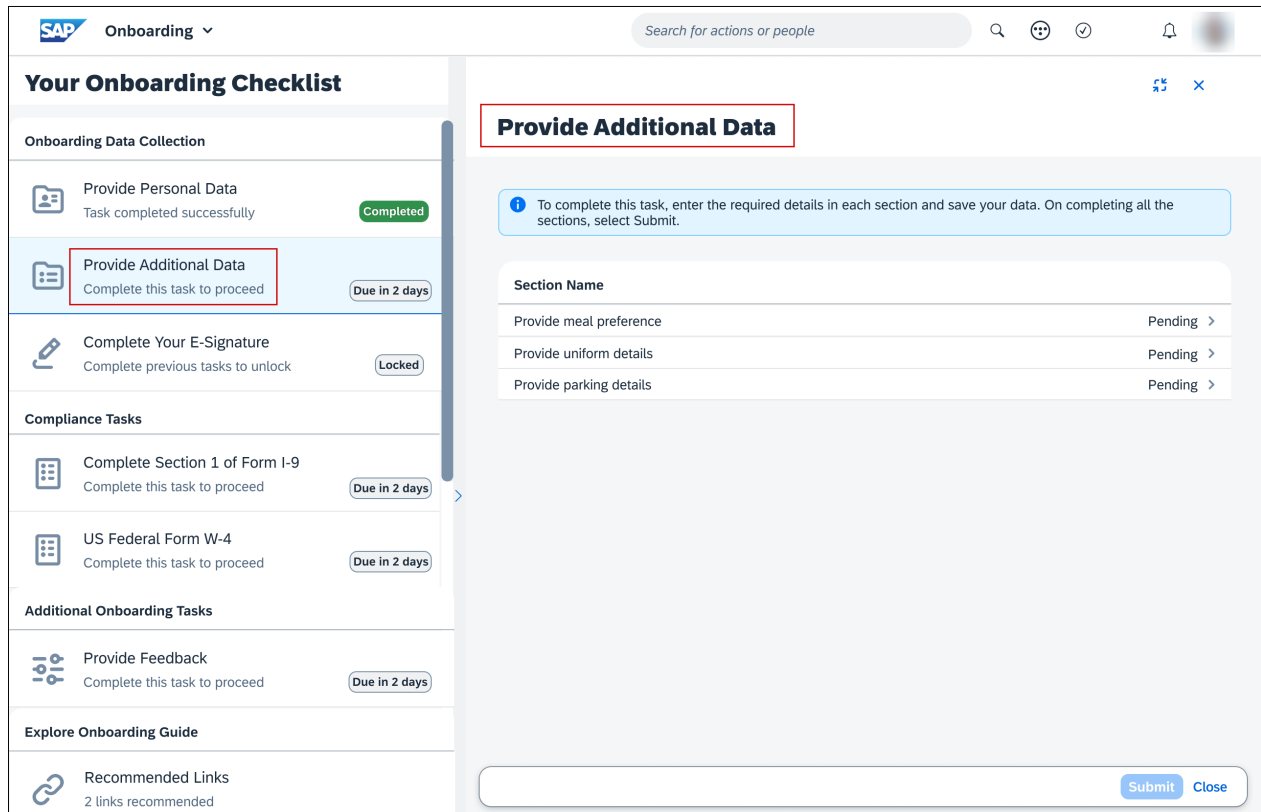 SAP Onboarding
Search for actions or people
Your Onboarding Checklist
Onboarding Data Collection
Provide Personal Data
Task completed successfully
Completed
Provide Additional Data
Complete this task to proceed
Due in 2 days
Complete Your E-Signature
Complete previous tasks to unlock
Locked
Compliance Tasks
Complete Section 1 of Form I-9
Complete this task to proceed
Due in 2 days
US Federal Form W-4
Complete this task to proceed
Due in 2 days
Additional Onboarding Tasks
Provide Feedback
Complete this task to proceed
Due in 2 days
Explore Onboarding Guide
Recommended Links
2 links recommended
Provide Additional Data
To complete this task, enter the required details in each section and save your data. On completing all the
sections, select Submit.
Section Name
Provide meal preference Pending
Provide uniform details Pending
Provide parking details Pending
Submit Close